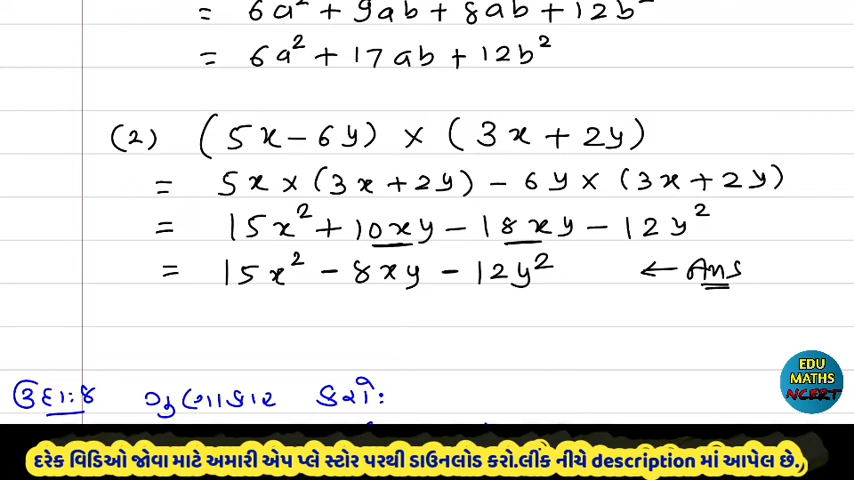 = 6a² + 9ab + 8ab + 12b²
= 6a² + 17ab + 12b²
(2) (5x – 6y) × (3x + 2y)
= 5x × (3x + 2y) – 6y × (3x + 2y)
= 15x² + 10xy – 18xy – 12y²
= 15x² – 8xy – 12y² ← Ans
ઉદા:૪ ગુણાકાર કરો:
EDU
MATHS
NCERT
દરેક વિડિઓ જોવા માટે અમારી એપ પ્લે સ્ટોર પરથી ડાઉનલોડ કરો.લીંક નીચે description માં આપેલ છે.